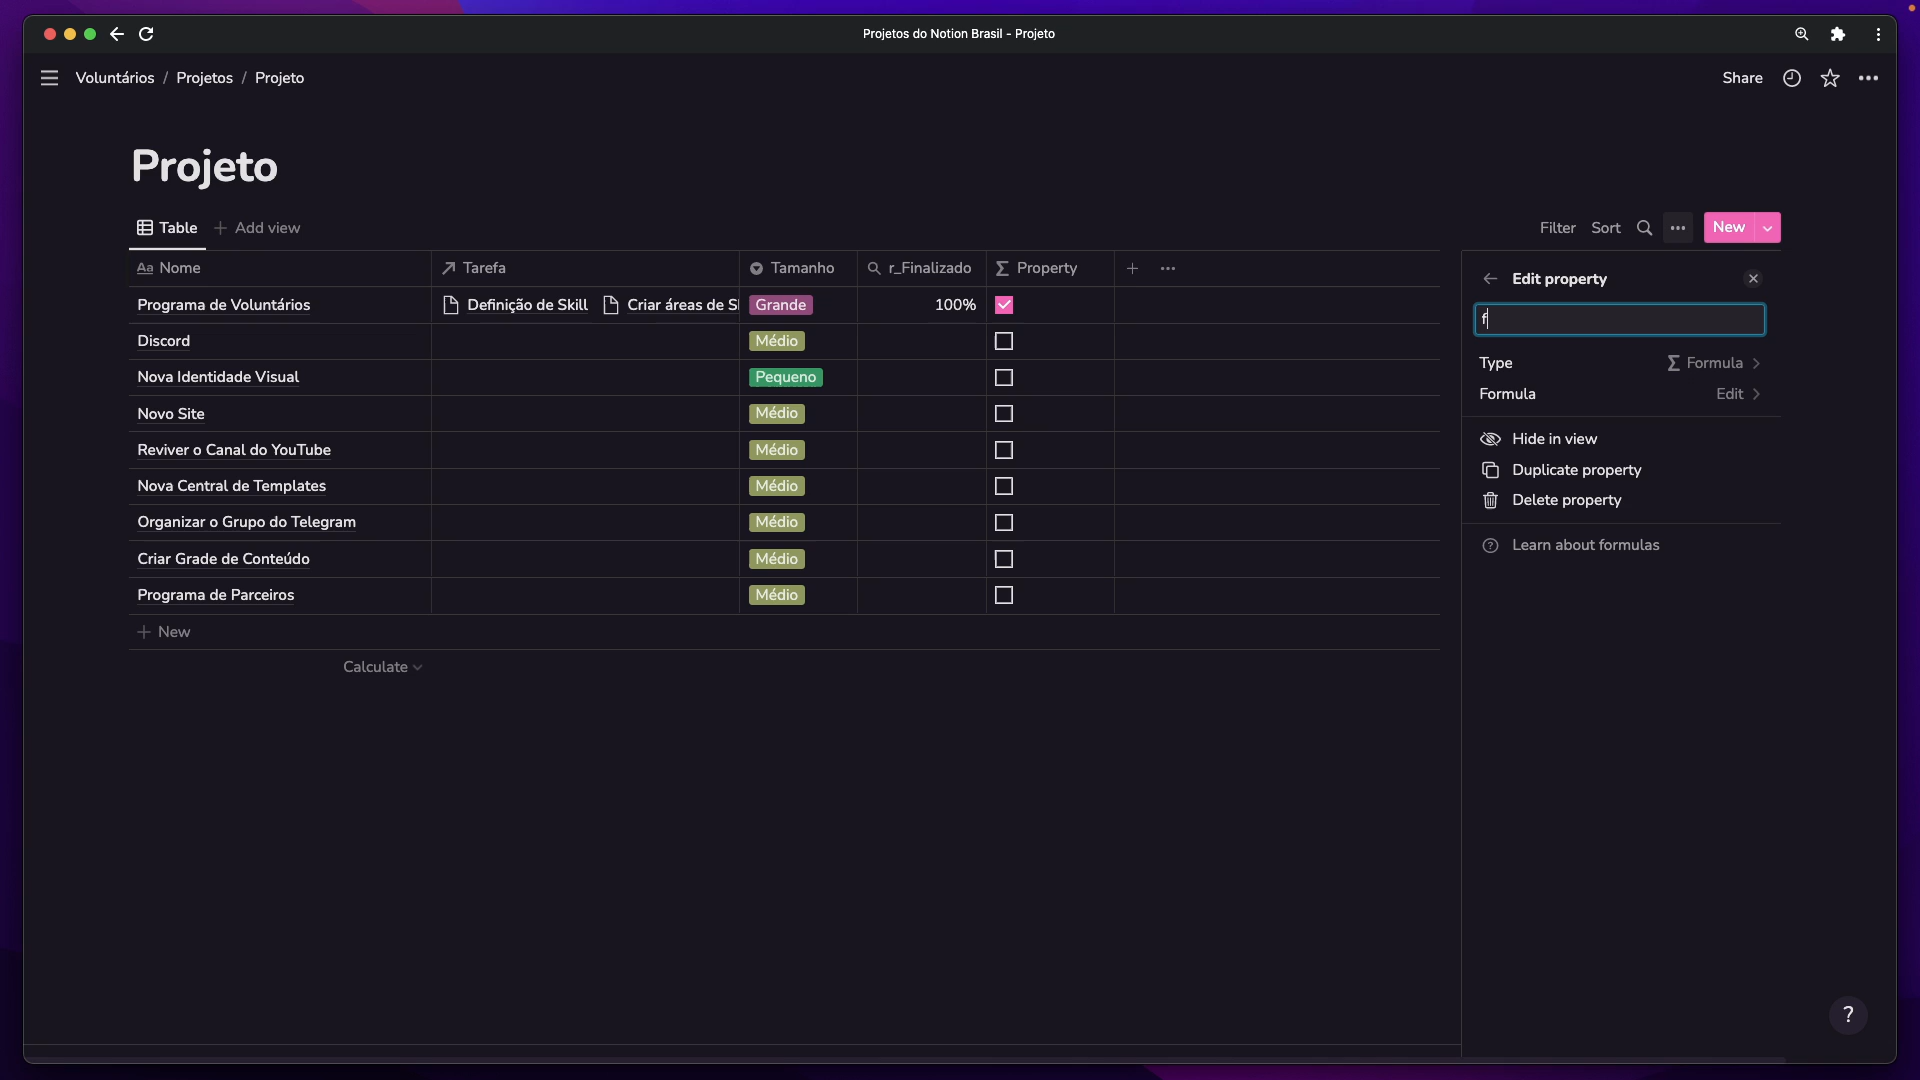 Projetos do Notion Brasil - Projeto
Voluntários / Projetos / Projeto
Share
Projeto
Table
Add view
Filter
Sort
New
Aa Nome
Tarefa
Tamanho
r_Finalizado
Σ Property
Programa de Voluntários
Definição de Skill
Criar áreas de S
Grande
100%
Discord
Médio
Nova Identidade Visual
Pequeno
Novo Site
Médio
Reviver o Canal do YouTube
Médio
Nova Central de Templates
Médio
Organizar o Grupo do Telegram
Médio
Criar Grade de Conteúdo
Médio
Programa de Parceiros
Médio
+ New
Calculate
Edit property
f
Type
Σ Formula
Formula
Edit
Hide in view
Duplicate property
Delete property
Learn about formulas
?